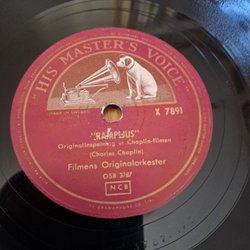 "HIS MASTER'S VOICE"
X 7891
"RAMPLJUS"
Originalinspelning ur Chaplin-filmen
(Charles Chaplin)
Filmens Originalorkester
OSB 3787
NCB